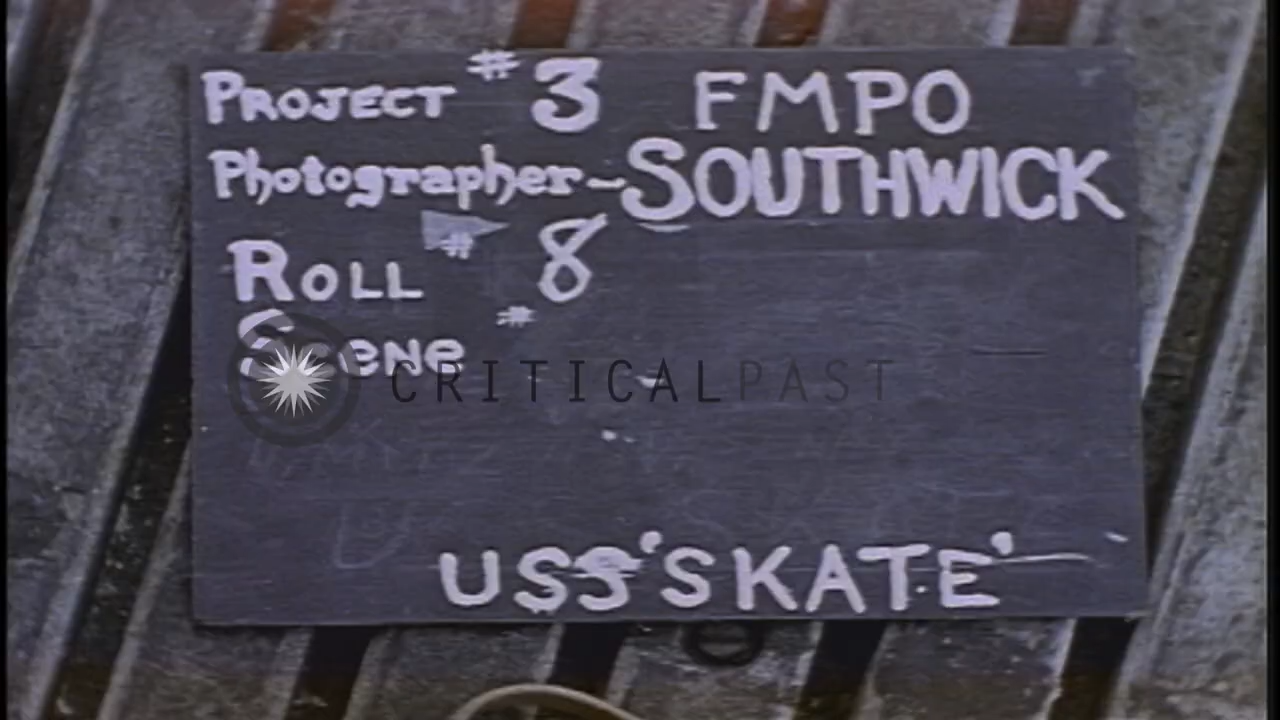 PROJECT # 3 FMPO
Photographer-SOUTHWICK
ROLL # 8
SCeNe #
CRITICALPAST
USS 'SKATE'